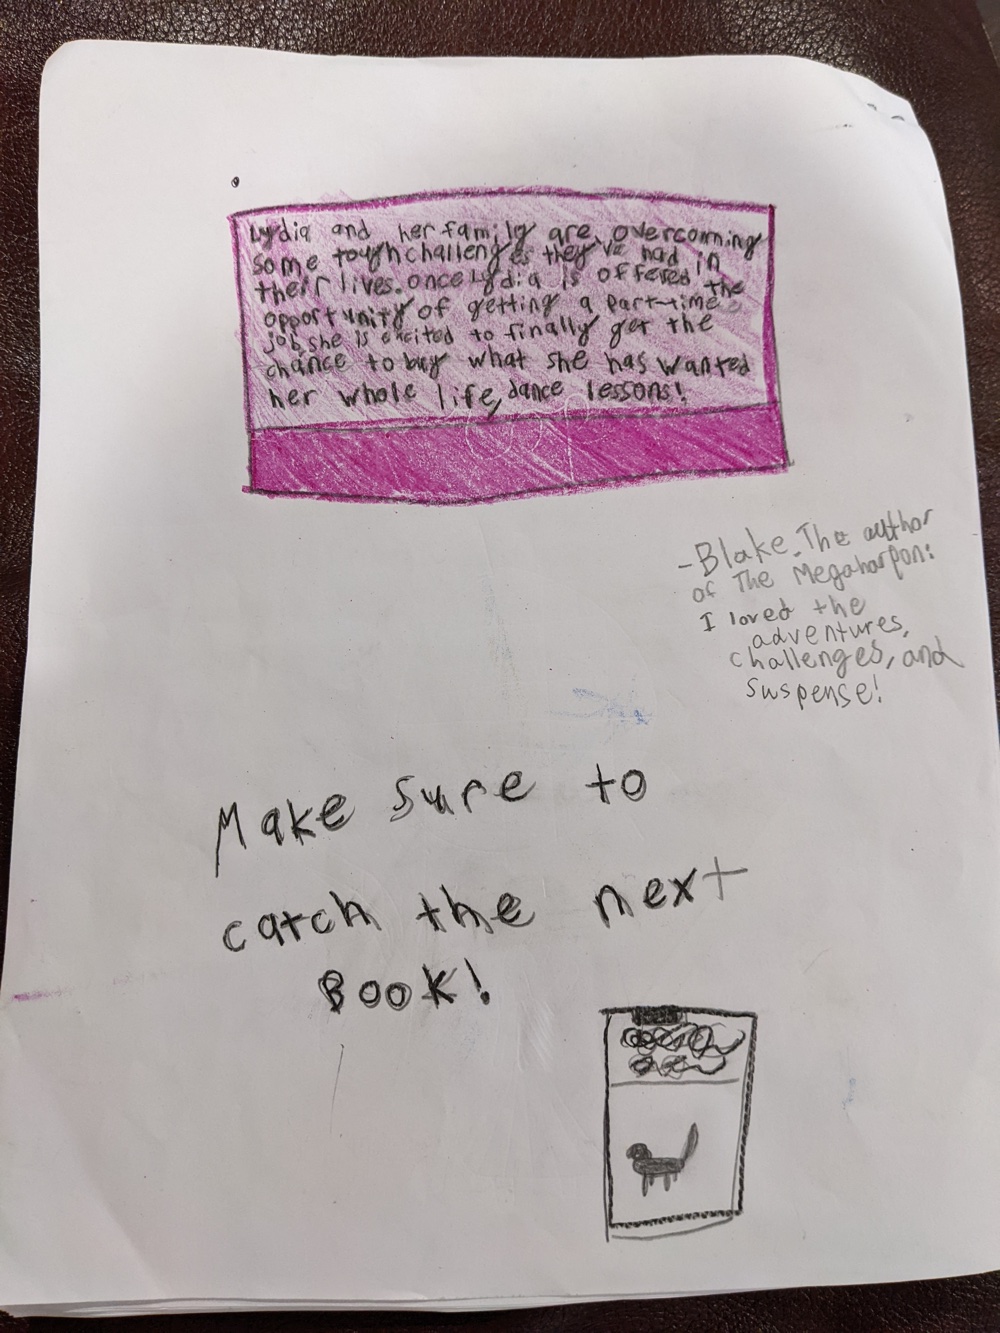 Lydia and her family are overcoming
some tough challenges they've had in
their lives. once Lydia is offered the
opportunity of getting a part-time
job, she is excited to finally get the
chance to buy what she has wanted
her whole life, dance lessons!
-Blake. The author
of The Megaharpon:
I loved the
adventures,
challenges, and
suspense!
Make sure to
catch the next
BOOK!